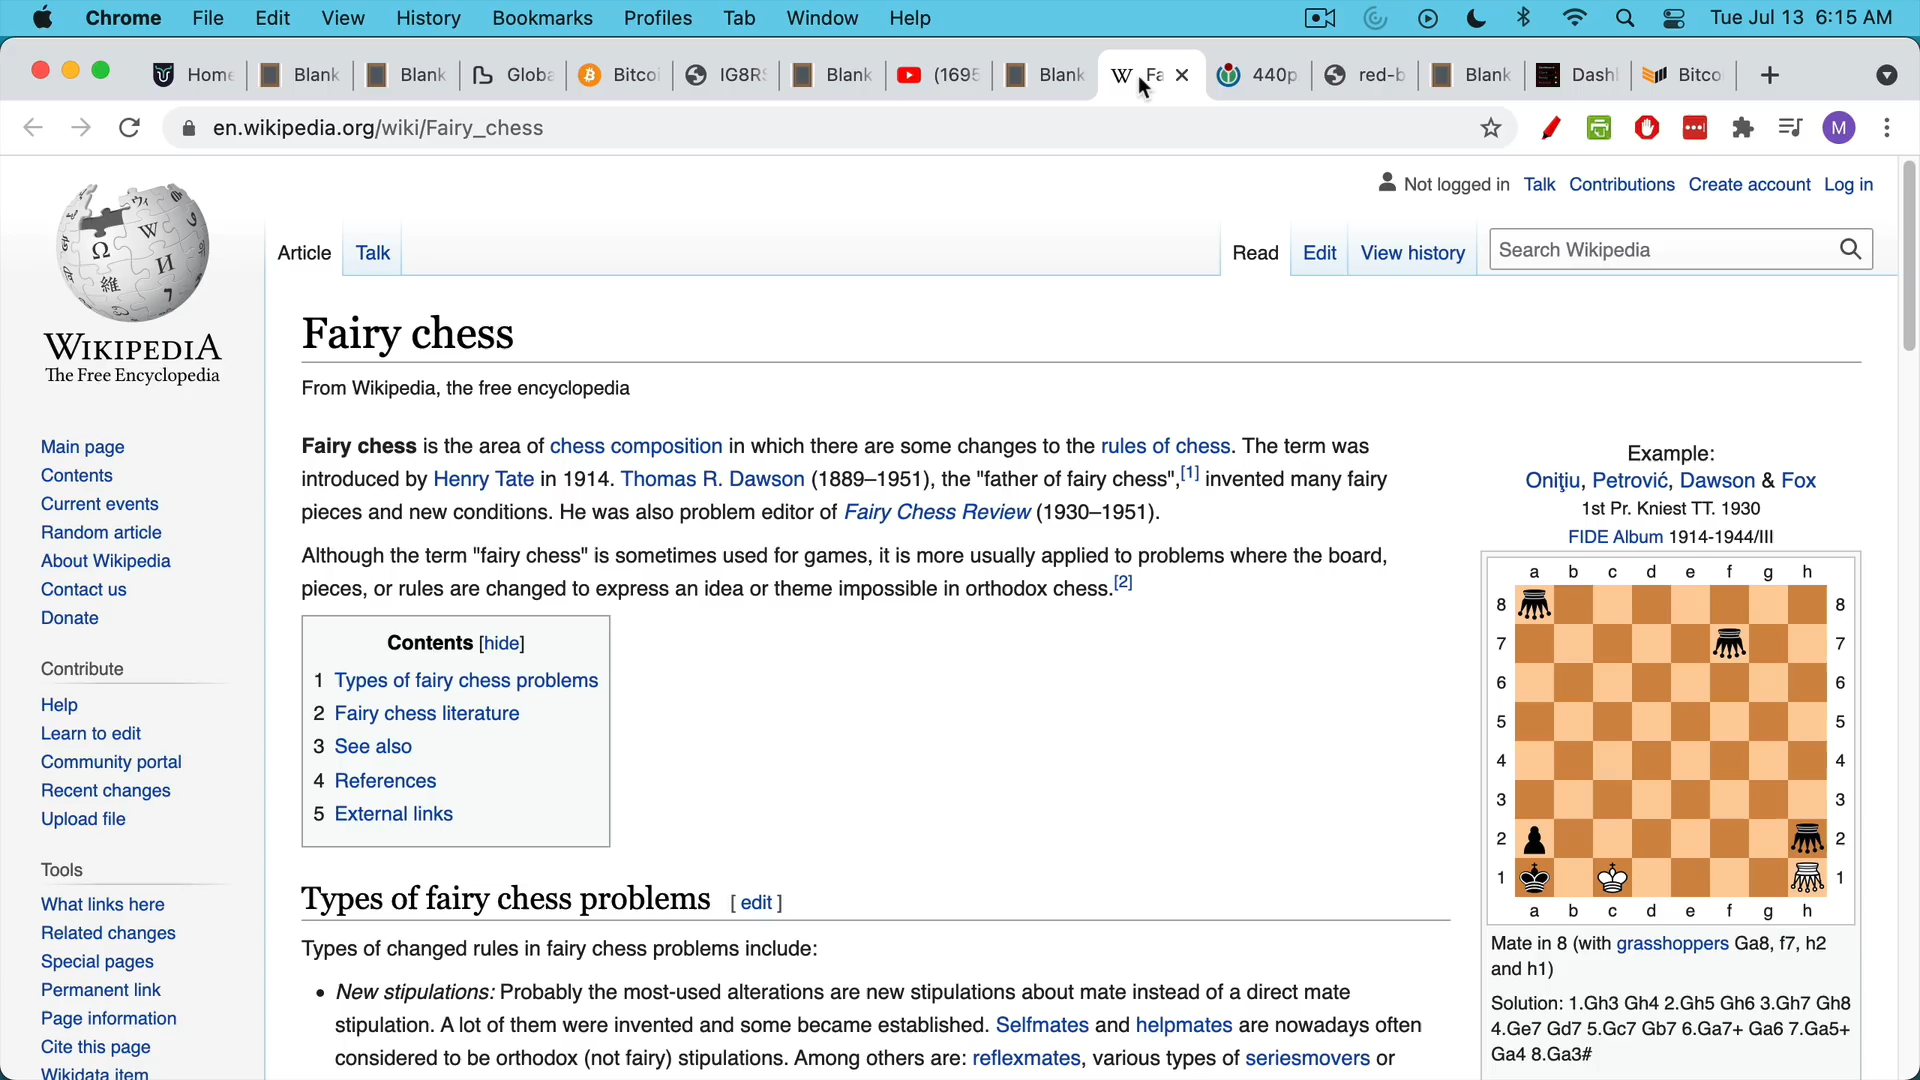 Chrome File Edit View History Bookmarks Profiles Tab Window Help Tue Jul 13 6:15 AM
Home Blank Blank Globa Bitco IG8RS Blank (1695 Blank Fa 440p red-b Blank Dash Bitco
en.wikipedia.org/wiki/Fairy_chess M
Not logged in Talk Contributions Create account Log in
Article Talk Read Edit View history Search Wikipedia
WIKIPEDIA
The Free Encyclopedia
Main page
Contents
Current events
Random article
About Wikipedia
Contact us
Donate
Contribute
Help
Learn to edit
Community portal
Recent changes
Upload file
Tools
What links here
Related changes
Special pages
Permanent link
Page information
Cite this page
Wikidata item
Fairy chess
From Wikipedia, the free encyclopedia
Fairy chess is the area of chess composition in which there are some changes to the rules of chess. The term was
introduced by Henry Tate in 1914. Thomas R. Dawson (1889–1951), the "father of fairy chess",[1] invented many fairy
pieces and new conditions. He was also problem editor of Fairy Chess Review (1930–1951).
Although the term "fairy chess" is sometimes used for games, it is more usually applied to problems where the board,
pieces, or rules are changed to express an idea or theme impossible in orthodox chess.[2]
Contents [hide]
1 Types of fairy chess problems
2 Fairy chess literature
3 See also
4 References
5 External links
Types of fairy chess problems [ edit ]
Types of changed rules in fairy chess problems include:
• New stipulations: Probably the most-used alterations are new stipulations about mate instead of a direct mate
stipulation. A lot of them were invented and some became established. Selfmates and helpmates are nowadays often
considered to be orthodox (not fairy) stipulations. Among others are: reflexmates, various types of seriesmovers or
Example:
Oniţiu, Petrović, Dawson & Fox
1st Pr. Kniest TT. 1930
FIDE Album 1914-1944/III
a b c d e f g h
8 8
7 7
6 6
5 5
4 4
3 3
2 2
1 1
a b c d e f g h
Mate in 8 (with grasshoppers Ga8, f7, h2
and h1)
Solution: 1.Gh3 Gh4 2.Gh5 Gh6 3.Gh7 Gh8
4.Ge7 Gd7 5.Gc7 Gb7 6.Ga7+ Ga6 7.Ga5+
Ga4 8.Ga3#